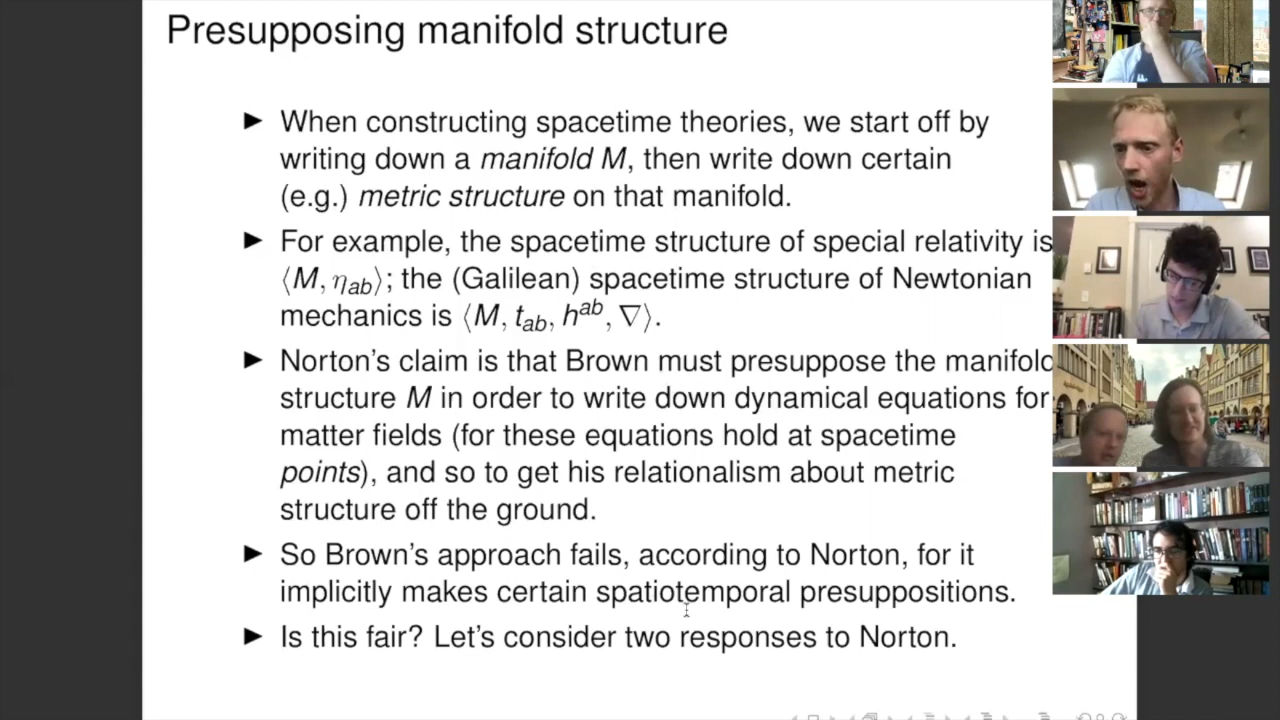 Presupposing manifold structure
► When constructing spacetime theories, we start off by
writing down a manifold M, then write down certain
(e.g.) metric structure on that manifold.
► For example, the spacetime structure of special relativity is
⟨M, η_ab⟩; the (Galilean) spacetime structure of Newtonian
mechanics is ⟨M, t_ab, h^ab, ∇⟩.
► Norton's claim is that Brown must presuppose the manifold
structure M in order to write down dynamical equations for
matter fields (for these equations hold at spacetime
points), and so to get his relationalism about metric
structure off the ground.
► So Brown's approach fails, according to Norton, for it
implicitly makes certain spatiotemporal presuppositions.
► Is this fair? Let's consider two responses to Norton.